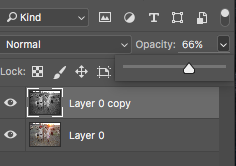 Kind
Normal Opacity: 66%
Lock:
Layer 0 copy
Layer 0